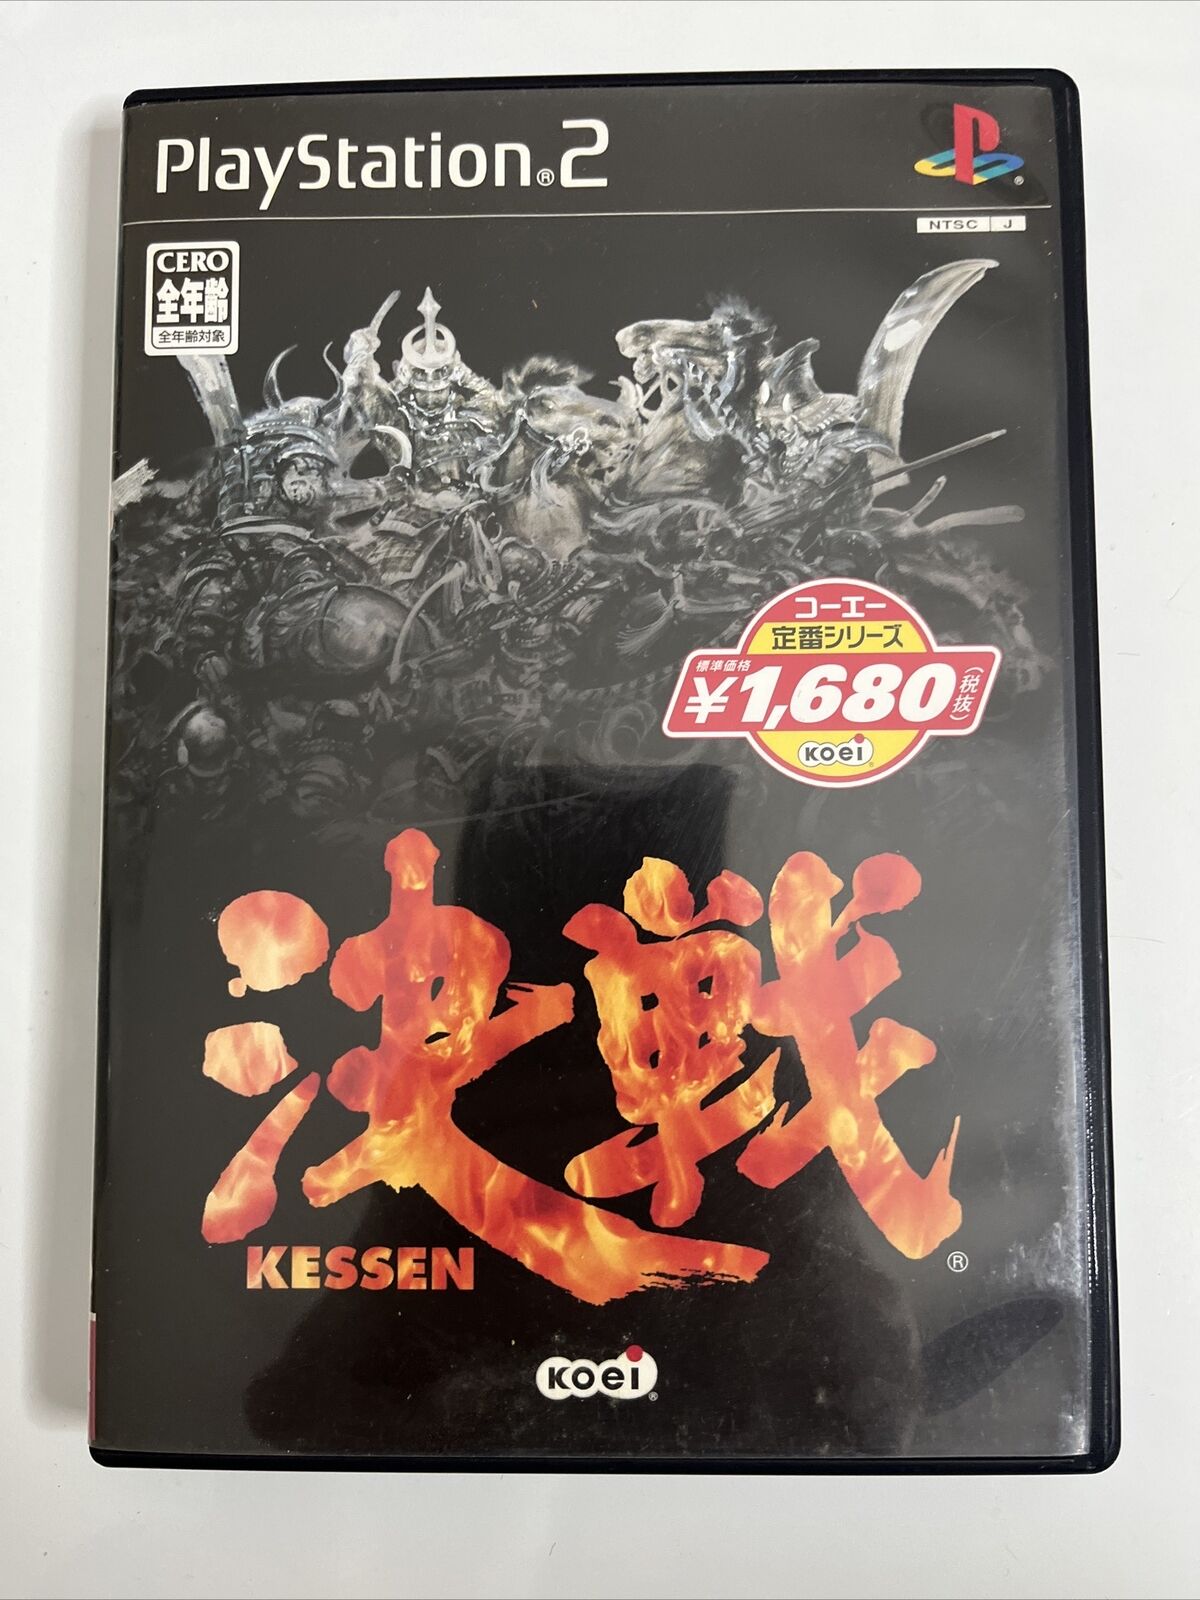 PlayStation®2
NTSC J
CERO
全年齢
全年齢対象
コーエー
定番シリーズ
標準価格
¥1,680(税抜)
KOEI®
決戦
KESSEN
®
KOEI®